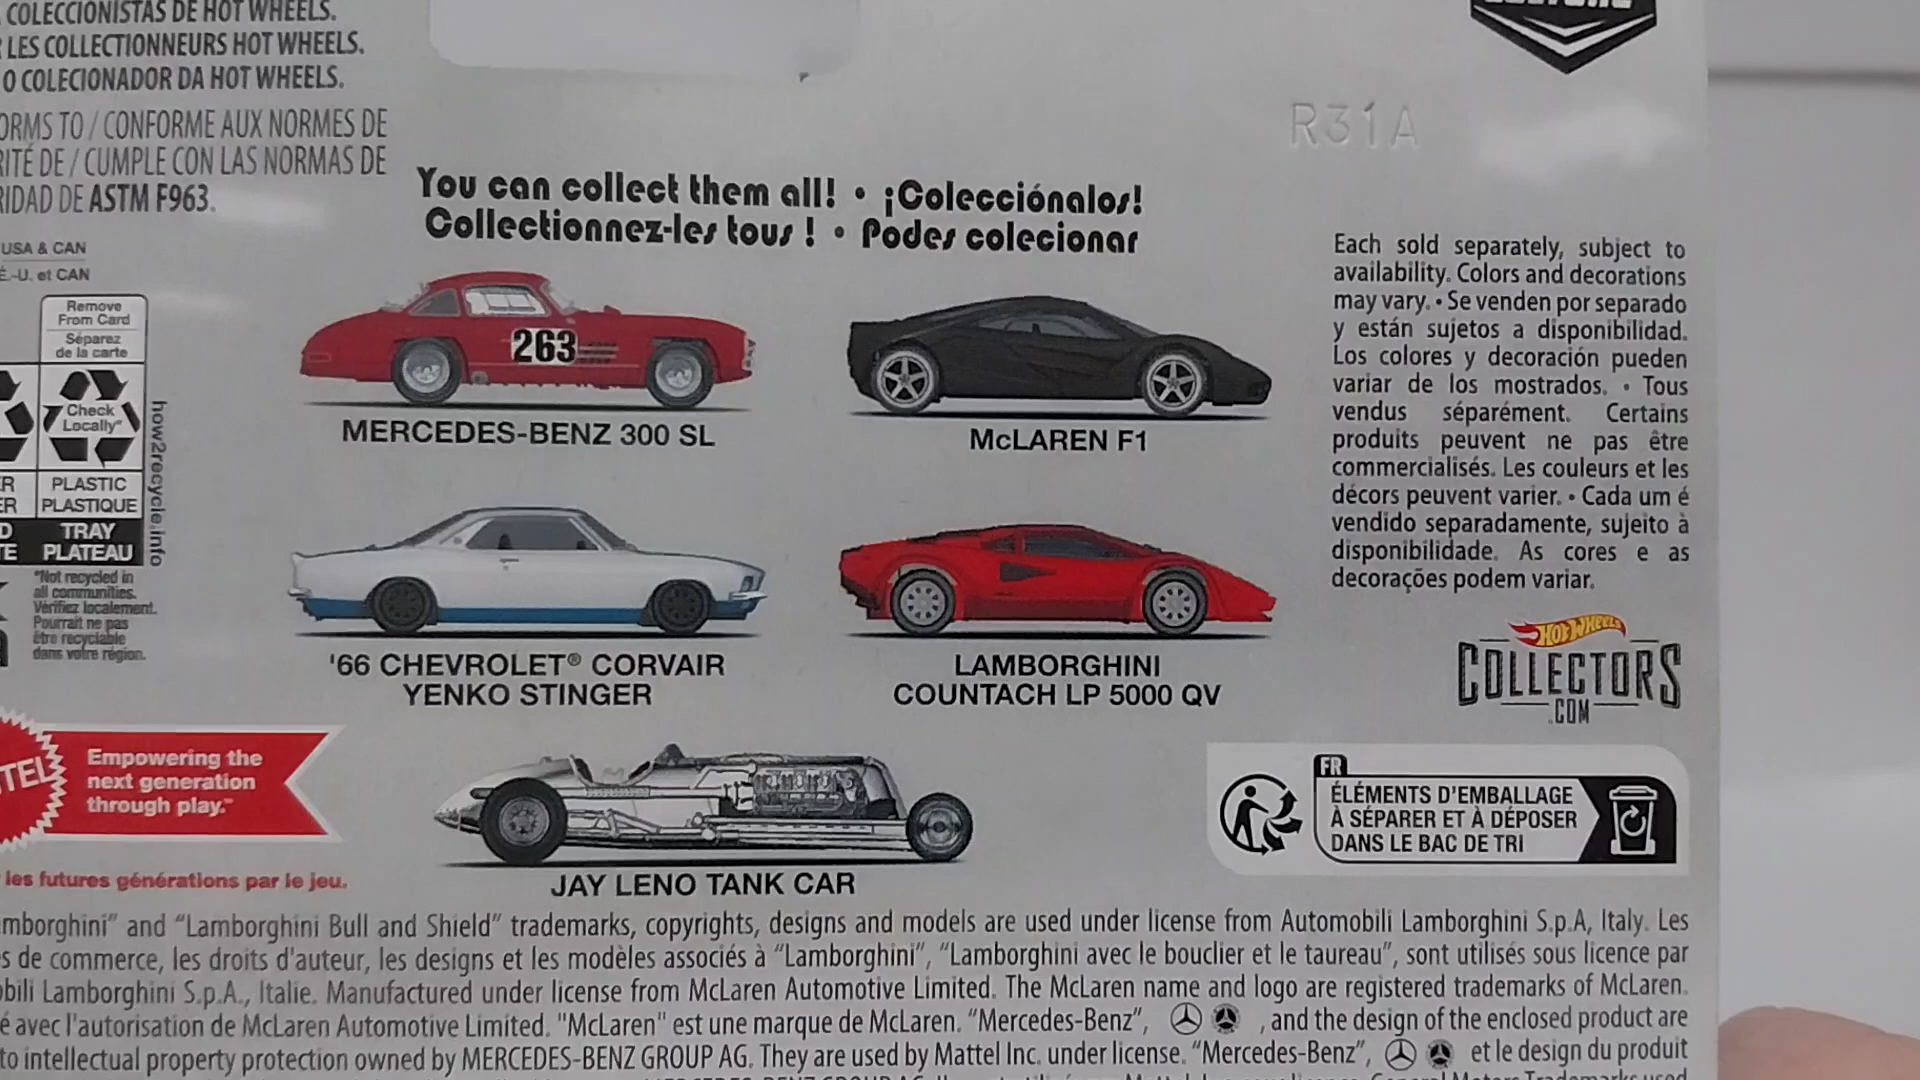 COLECCIONISTAS DE HOT WHEELS.
LES COLLECTIONNEURS HOT WHEELS.
O COLECIONADOR DA HOT WHEELS.
ORMS TO / CONFORME AUX NORMES DE
RITÉ DE / CUMPLE CON LAS NORMAS DE
RIDAD DE ASTM F963.
USA & CAN
É.-U. et CAN
Remove
From Card
Séparez
de la carte
Check
Locally*
how2recycle.info
PLASTIC
PLASTIQUE
TRAY
PLATEAU
*Not recycled in
all communities.
Vérifiez localement.
Pourrait ne pas
être recyclable
dans votre région.
R31A
You can collect them all! • ¡Colecciónalos!
Collectionnez-les tous ! • Podes colecionar
263
MERCEDES-BENZ 300 SL
McLAREN F1
'66 CHEVROLET® CORVAIR
YENKO STINGER
LAMBORGHINI
COUNTACH LP 5000 QV
JAY LENO TANK CAR
Each sold separately, subject to
availability. Colors and decorations
may vary. • Se venden por separado
y están sujetos a disponibilidad.
Los colores y decoración pueden
variar de los mostrados. • Tous
vendus séparément. Certains
produits peuvent ne pas être
commercialisés. Les couleurs et les
décors peuvent varier. • Cada um é
vendido separadamente, sujeito à
disponibilidade. As cores e as
decorações podem variar.
HOT WHEELS
COLLECTORS
.COM
TEL
Empowering the
next generation
through play.™
les futures générations par le jeu.
FR
ÉLÉMENTS D'EMBALLAGE
À SÉPARER ET À DÉPOSER
DANS LE BAC DE TRI
mborghini” and “Lamborghini Bull and Shield” trademarks, copyrights, designs and models are used under license from Automobili Lamborghini S.p.A, Italy. Les
s de commerce, les droits d'auteur, les designs et les modèles associés à “Lamborghini”, “Lamborghini avec le bouclier et le taureau”, sont utilisés sous licence par
obili Lamborghini S.p.A., Italie. Manufactured under license from McLaren Automotive Limited. The McLaren name and logo are registered trademarks of McLaren.
é avec l'autorisation de McLaren Automotive Limited. "McLaren" est une marque de McLaren. “Mercedes-Benz”, , and the design of the enclosed product are
to intellectual property protection owned by MERCEDES-BENZ GROUP AG. They are used by Mattel Inc. under license. “Mercedes-Benz”, et le design du produit